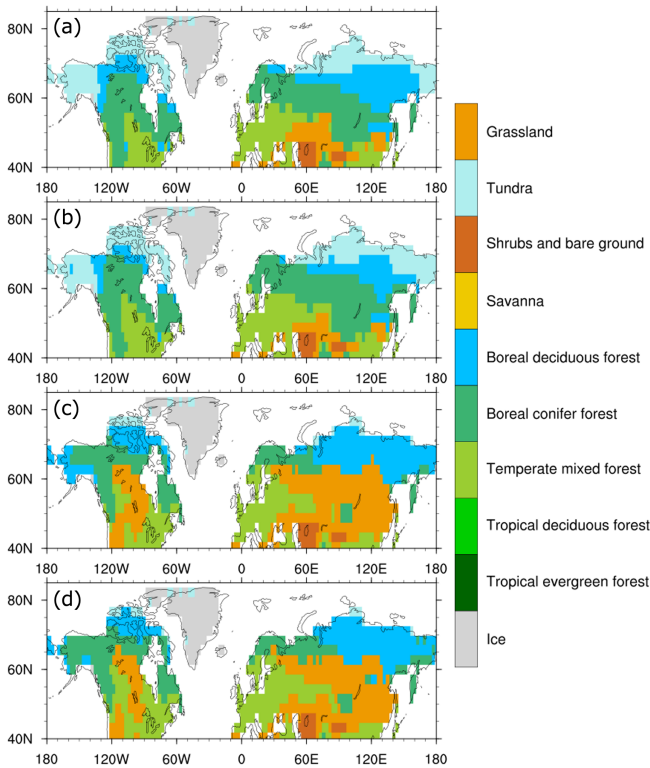 (a)
80N
60N
40N
180 120W 60W 0 60E 120E 180
(b)
80N
60N
40N
180 120W 60W 0 60E 120E 180
(c)
80N
60N
40N
180 120W 60W 0 60E 120E 180
(d)
80N
60N
40N
180 120W 60W 0 60E 120E 180
Grassland
Tundra
Shrubs and bare ground
Savanna
Boreal deciduous forest
Boreal conifer forest
Temperate mixed forest
Tropical deciduous forest
Tropical evergreen forest
Ice